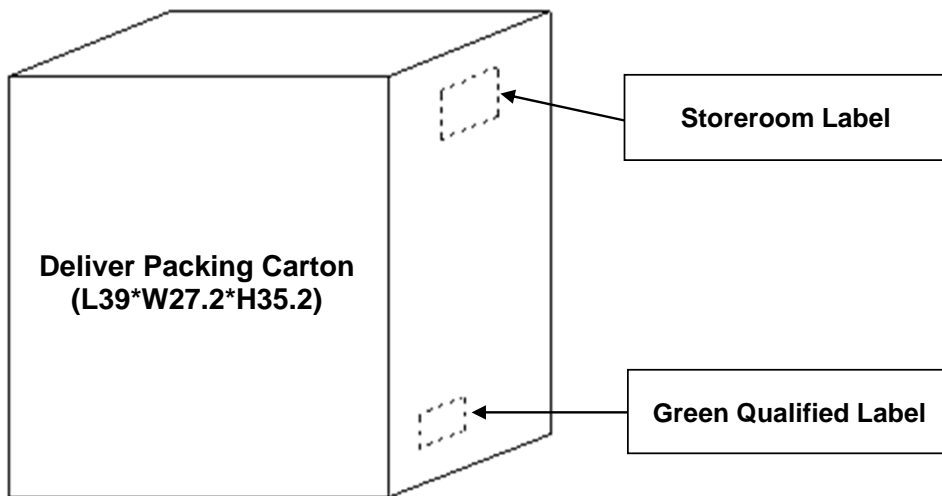 Storeroom Label
Deliver Packing Carton
(L39*W27.2*H35.2)
Green Qualified Label